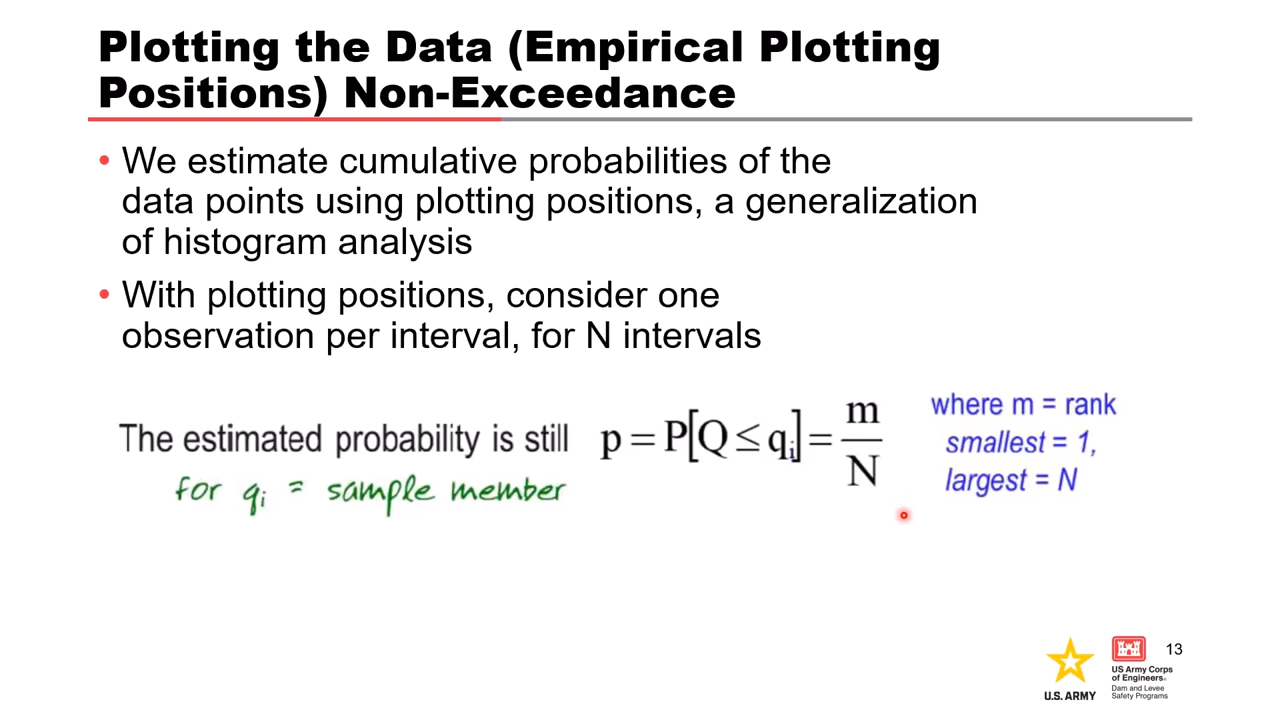 Plotting the Data (Empirical Plotting
Positions) Non-Exceedance
• We estimate cumulative probabilities of the
data points using plotting positions, a generalization
of histogram analysis
• With plotting positions, consider one
observation per interval, for N intervals
The estimated probability is still p = P[Q ≤ qᵢ] = m/N
for qᵢ = sample member
where m = rank
smallest = 1,
largest = N
13
U.S. ARMY
US Army Corps
of Engineers®
Dam and Levee
Safety Programs